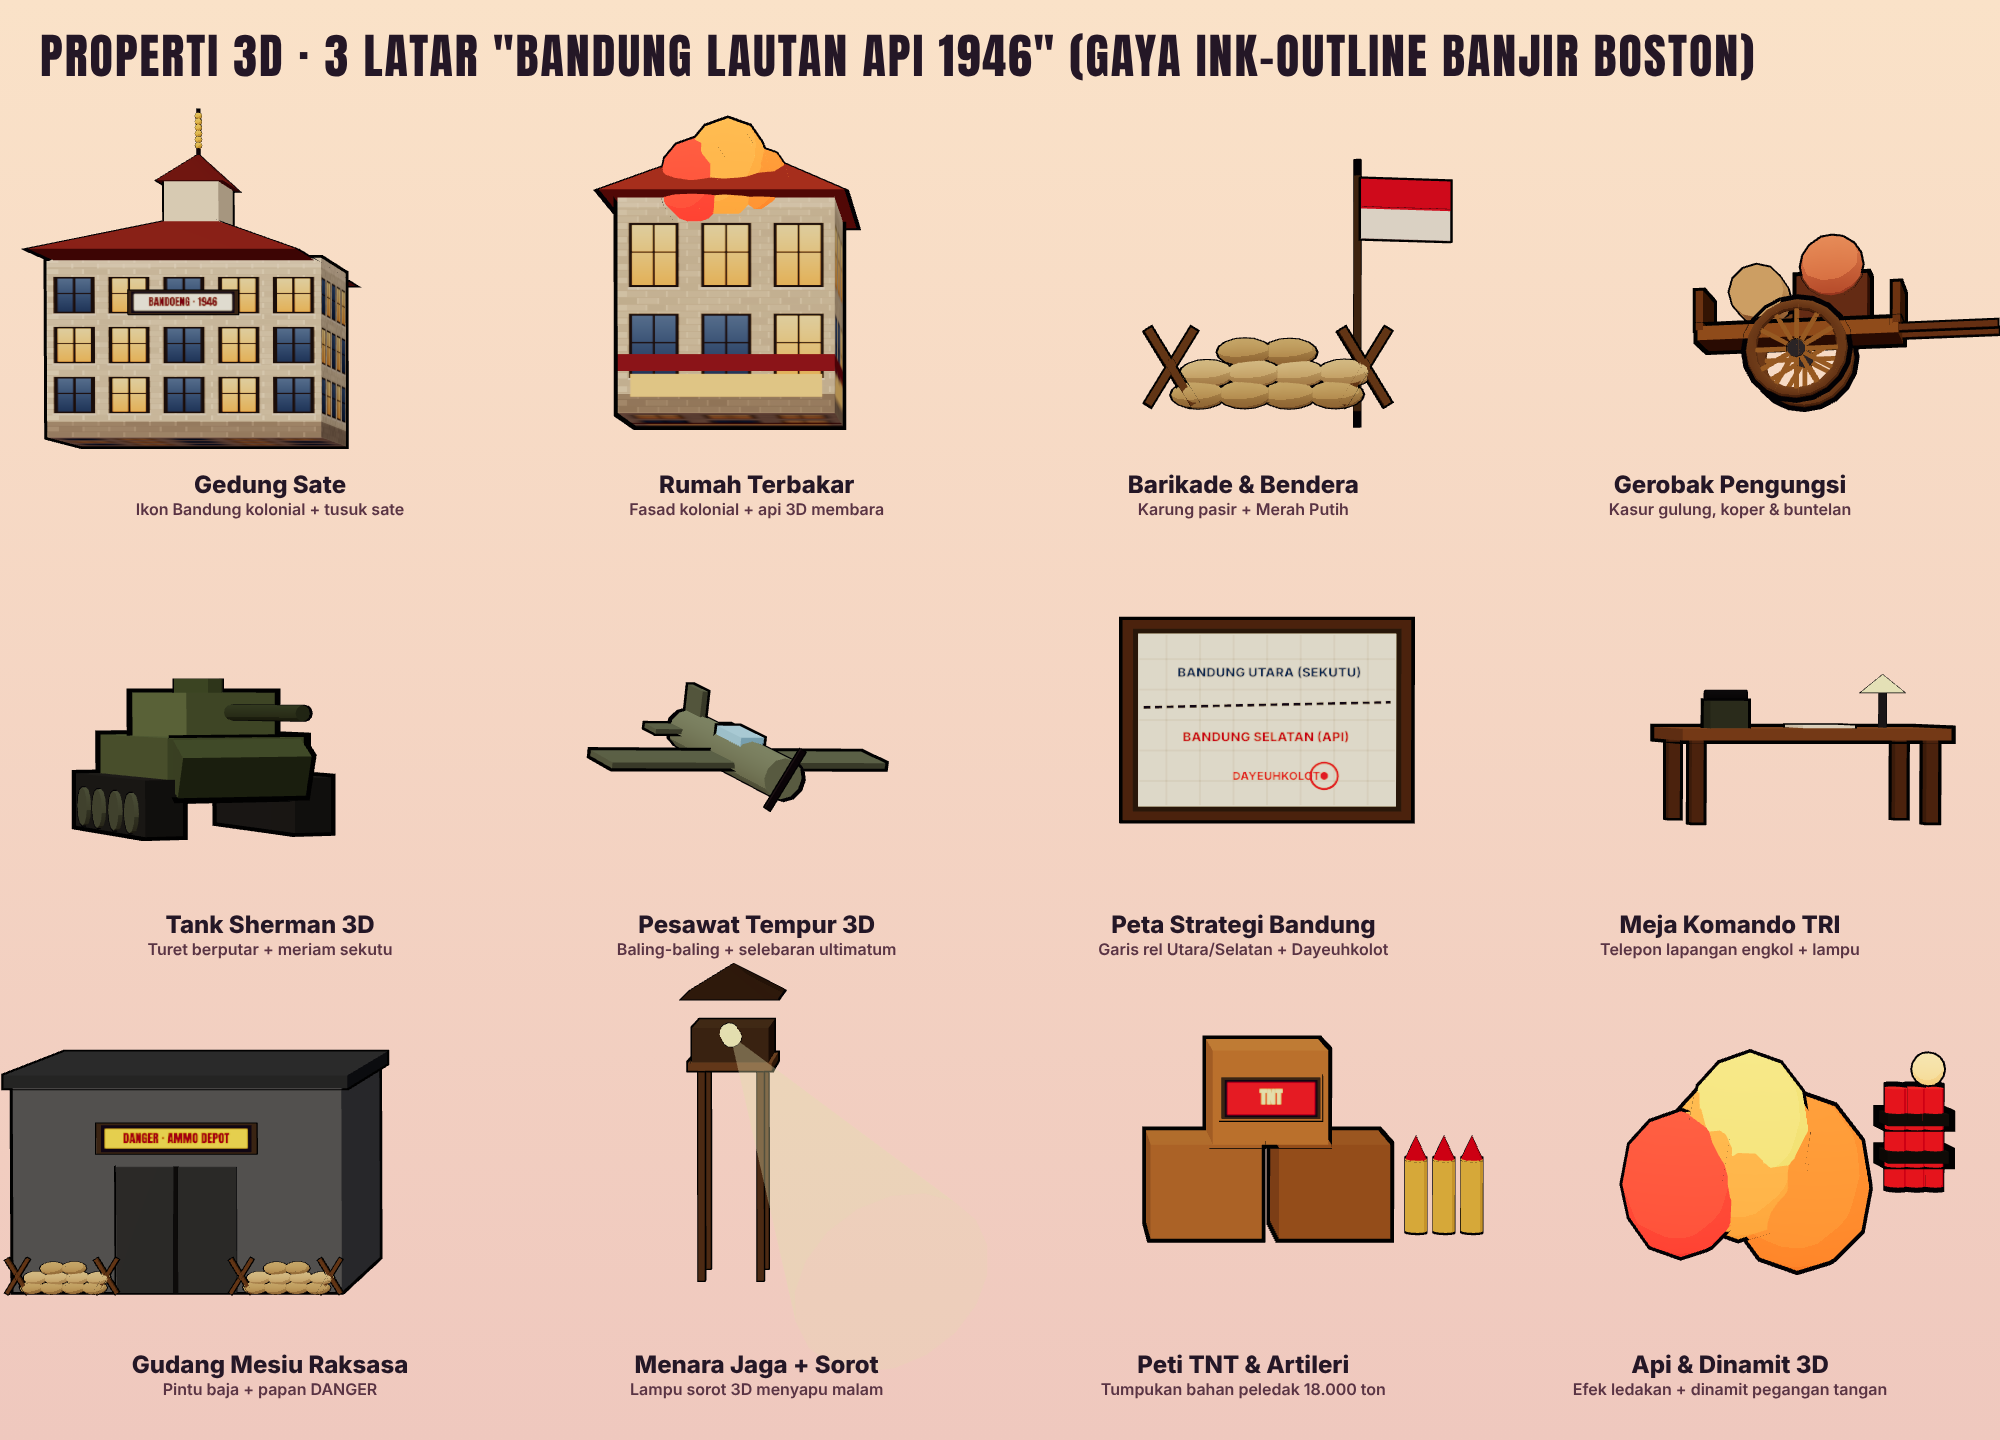 PROPERTI 3D · 3 LATAR "BANDUNG LAUTAN API 1946" (GAYA INK-OUTLINE BANJIR BOSTON)
BANDOENG · 1946
Gedung Sate
Ikon Bandung kolonial + tusuk sate
Rumah Terbakar
Fasad kolonial + api 3D membara
Barikade & Bendera
Karung pasir + Merah Putih
Gerobak Pengungsi
Kasur gulung, koper & buntelan
BANDUNG UTARA (SEKUTU)
BANDUNG SELATAN (API)
DAYEUHKOLOT
Tank Sherman 3D
Turet berputar + meriam sekutu
Pesawat Tempur 3D
Baling-baling + selebaran ultimatum
Peta Strategi Bandung
Garis rel Utara/Selatan + Dayeuhkolot
Meja Komando TRI
Telepon lapangan engkol + lampu
DANGER · AMMO DEPOT
TNT
Gudang Mesiu Raksasa
Pintu baja + papan DANGER
Menara Jaga + Sorot
Lampu sorot 3D menyapu malam
Peti TNT & Artileri
Tumpukan bahan peledak 18.000 ton
Api & Dinamit 3D
Efek ledakan + dinamit pegangan tangan